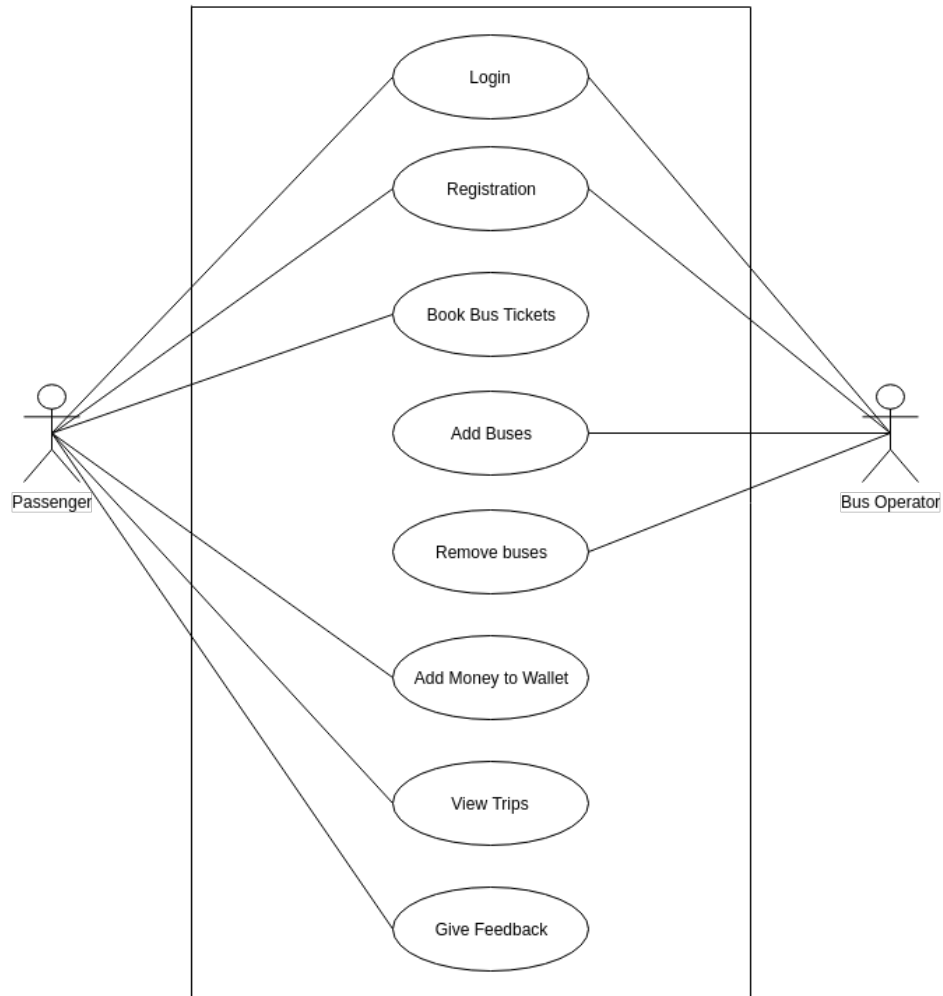 Login
Registration
Book Bus Tickets
Add Buses
Passenger
Bus Operator
Remove buses
Add Money to Wallet
View Trips
Give Feedback